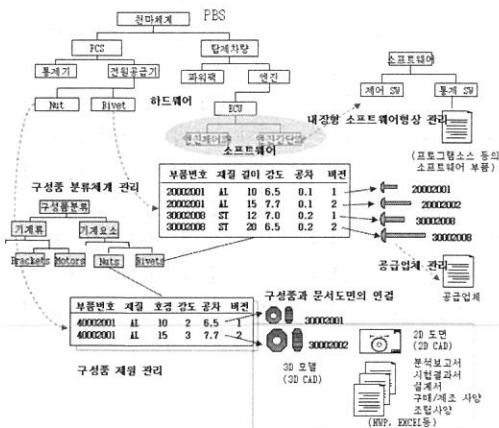 천마체계 PBS
FCS 탑재차량 소프트웨어
통제기 전원공급기 파워팩 엔진 제어 SW 통제 SW
Nut Rivet 하드웨어 ECU 내장형 소프트웨어형상 관리
엔진제어 엔진진단
소프트웨어
(프로그램소스 등의
소프트웨어 부품)
구성품 분류체계 관리
부품번호 재질 길이 강도 공차 버전
20002001 AL 10 6.5 0.1 1
20002001 AL 15 7.7 0.1 2
30002008 ST 12 7.0 0.2 1
30002008 ST 20 6.5 0.2 2
20002001
20002002
30002008
30002008
구성품분류
기계류 기계요소
Brackets Motors Nuts Rivets
공급업체 관리
공급업체
구성품과 문서도면의 연결
부품번호 재질 호경 강도 공차 버전
40002001 AL 10 2 6.5 1
40002001 AL 15 3 7.7 2
30002001
30002002
2D 도면
(2D CAD)
구성품 재원 관리
3D 모델
(3D CAD)
분석보고서
시험결과서
설계서
구매/제조 사양
조립사양
(HWP, EXCEL등)